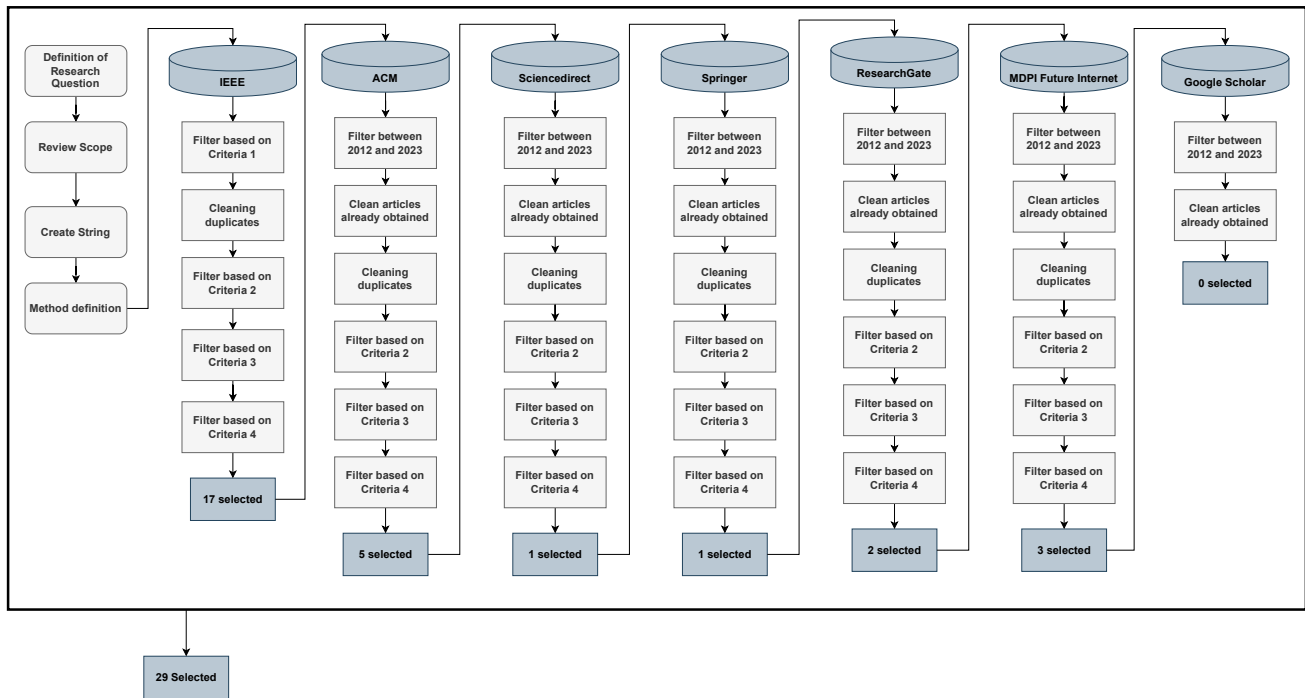 Definition of
Research
Question
Review Scope
Create String
Method definition
IEEE
Filter based on
Criteria 1
Cleaning
duplicates
Filter based on
Criteria 2
Filter based on
Criteria 3
Filter based on
Criteria 4
17 selected
ACM
Filter between
2012 and 2023
Clean articles
already obtained
Cleaning
duplicates
Filter based on
Criteria 2
Filter based on
Criteria 3
Filter based on
Criteria 4
5 selected
Sciencedirect
Filter between
2012 and 2023
Clean articles
already obtained
Cleaning
duplicates
Filter based on
Criteria 2
Filter based on
Criteria 3
Filter based on
Criteria 4
1 selected
Springer
Filter between
2012 and 2023
Clean articles
already obtained
Cleaning
duplicates
Filter based on
Criteria 2
Filter based on
Criteria 3
Filter based on
Criteria 4
1 selected
ResearchGate
Filter between
2012 and 2023
Clean articles
already obtained
Cleaning
duplicates
Filter based on
Criteria 2
Filter based on
Criteria 3
Filter based on
Criteria 4
2 selected
MDPI Future Internet
Filter between
2012 and 2023
Clean articles
already obtained
Cleaning
duplicates
Filter based on
Criteria 2
Filter based on
Criteria 3
Filter based on
Criteria 4
3 selected
Google Scholar
Filter between
2012 and 2023
Clean articles
already obtained
0 selected
29 Selected